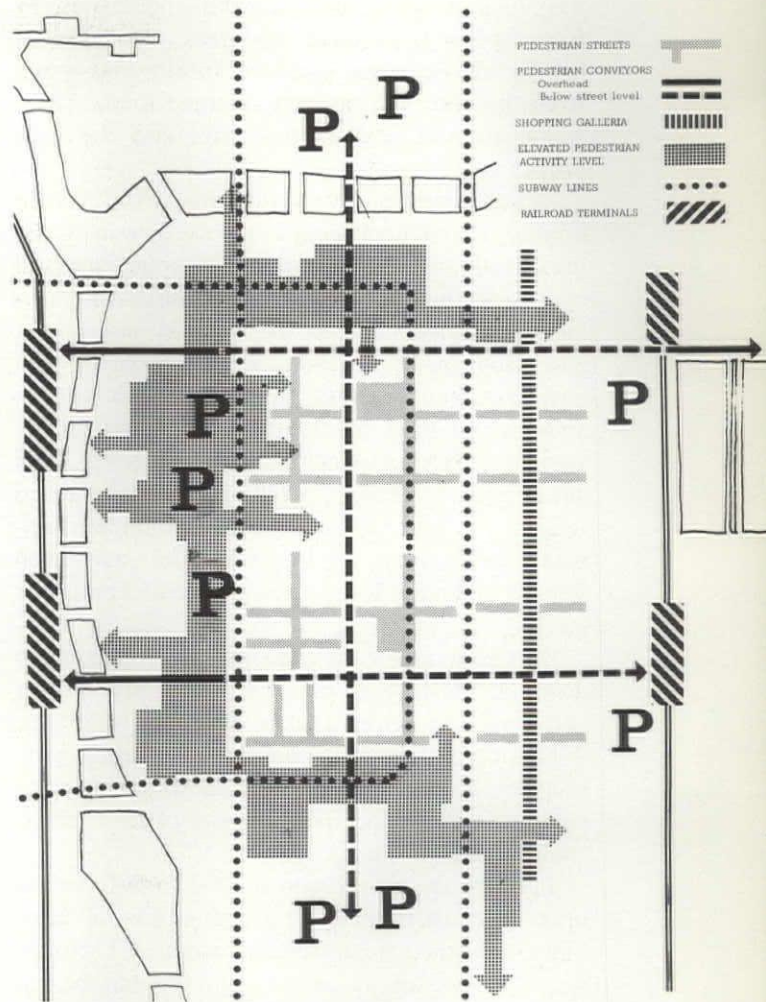 PEDESTRIAN STREETS
PEDESTRIAN CONVEYORS
Overhead
Below street level
SHOPPING GALLERIA
ELEVATED PEDESTRIAN
ACTIVITY LEVEL
SUBWAY LINES
RAILROAD TERMINALS
P
P
P
P
P
P
P
P P